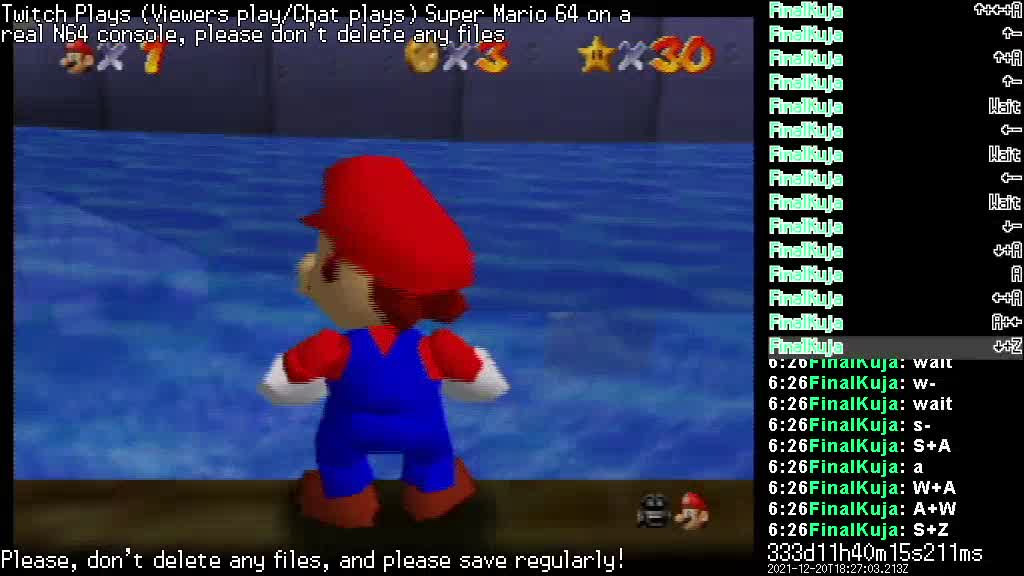 Twitch Plays (Viewers play/Chat plays) Super Mario 64 on a
real N64 console, please don't delete any files
×1
×3
×30
Please, don't delete any files, and please save regularly!
FinalKuja ↑+←+A
FinalKuja ↑-
FinalKuja ↑+A
FinalKuja ↑-
FinalKuja Wait
FinalKuja ←-
FinalKuja Wait
FinalKuja ←-
FinalKuja Wait
FinalKuja ↓-
FinalKuja ↓+A
FinalKuja A
FinalKuja ←+A
FinalKuja A+←
FinalKuja ↓+Z
6:26FinalKuja: wait
6:26FinalKuja: w-
6:26FinalKuja: wait
6:26FinalKuja: s-
6:26FinalKuja: S+A
6:26FinalKuja: a
6:26FinalKuja: W+A
6:26FinalKuja: A+W
6:26FinalKuja: S+Z
333d11h40m15s211ms
2021-12-20T18:27:03.213Z